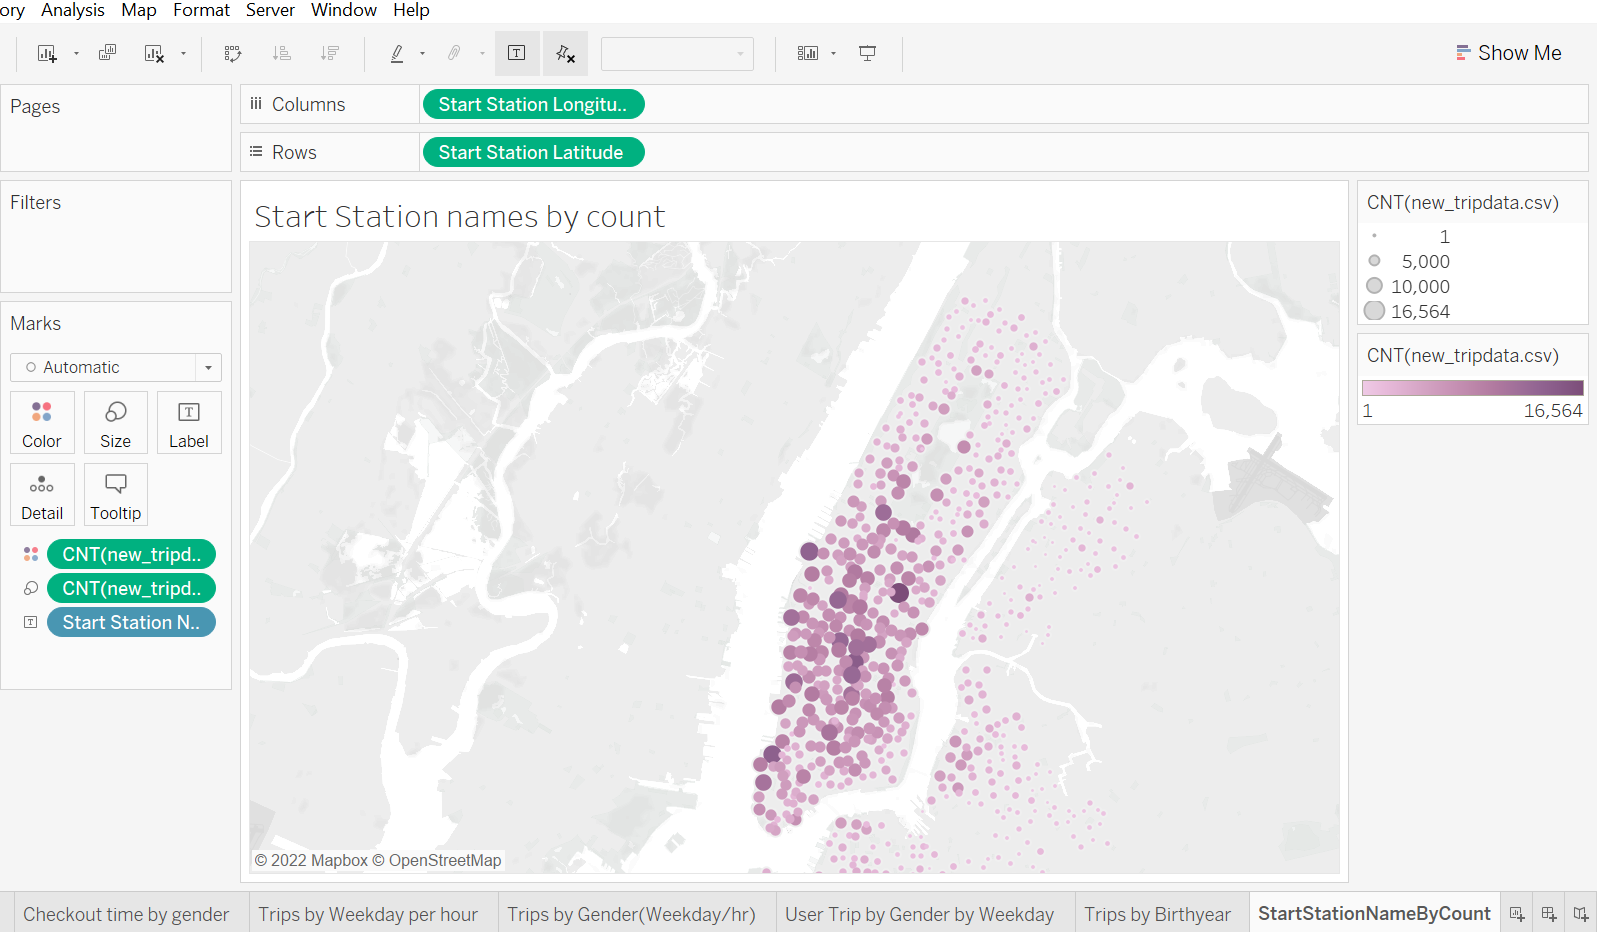 ory Analysis Map Format Server Window Help
Show Me
Pages
Columns Start Station Longitu..
Rows Start Station Latitude
Filters
Marks
Automatic
Color Size Label
Detail Tooltip
CNT(new_tripd..
CNT(new_tripd..
Start Station N..
Start Station names by count
© 2022 Mapbox © OpenStreetMap
CNT(new_tripdata.csv)
1
5,000
10,000
16,564
CNT(new_tripdata.csv)
1 16,564
Checkout time by gender Trips by Weekday per hour Trips by Gender(Weekday/hr) User Trip by Gender by Weekday Trips by Birthyear StartStationNameByCount